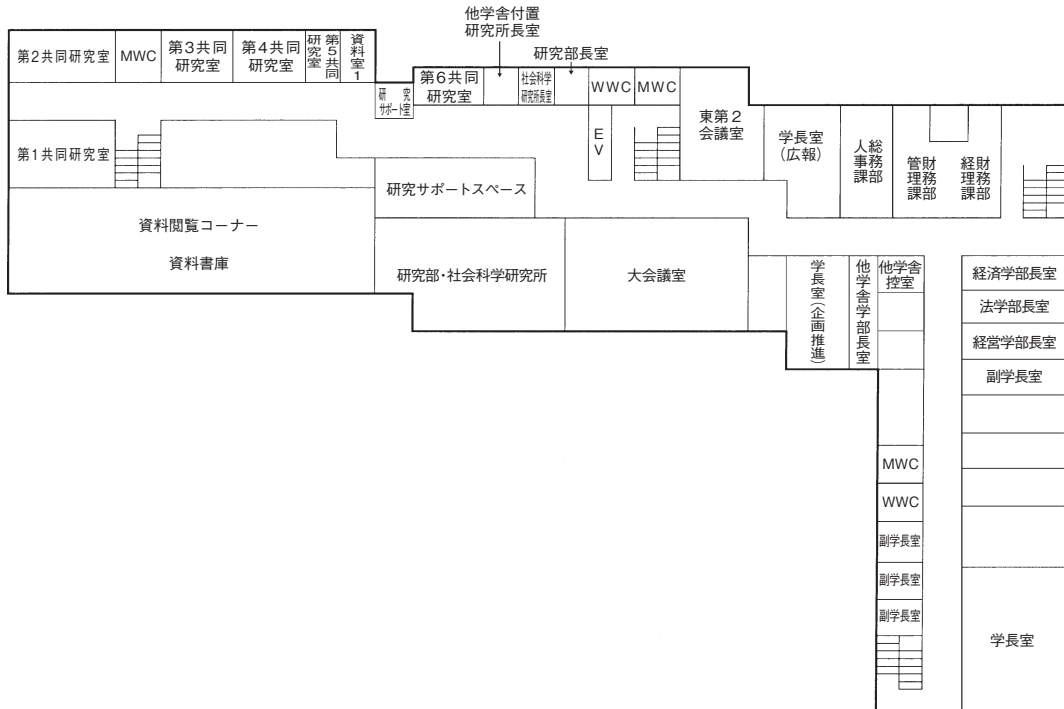 他学舎付置
研究所長室
研究部長室
第2共同研究室
MWC
第3共同
研究室
第4共同
研究室
第5共同
研究室
資料室1
研究
サポート室
第6共同
研究室
社会科学
研究所長室
WWC
MWC
東第2
会議室
EV
学長室
(広報)
総務部
人事課
財務部
管理課
財務部
経理課
第1共同研究室
研究サポートスペース
資料閲覧コーナー
資料書庫
研究部・社会科学研究所
大会議室
学長室(企画推進)
他学舎学部長室
他学舎
控室
経済学部長室
法学部長室
経営学部長室
副学長室
MWC
WWC
副学長室
副学長室
副学長室
学長室